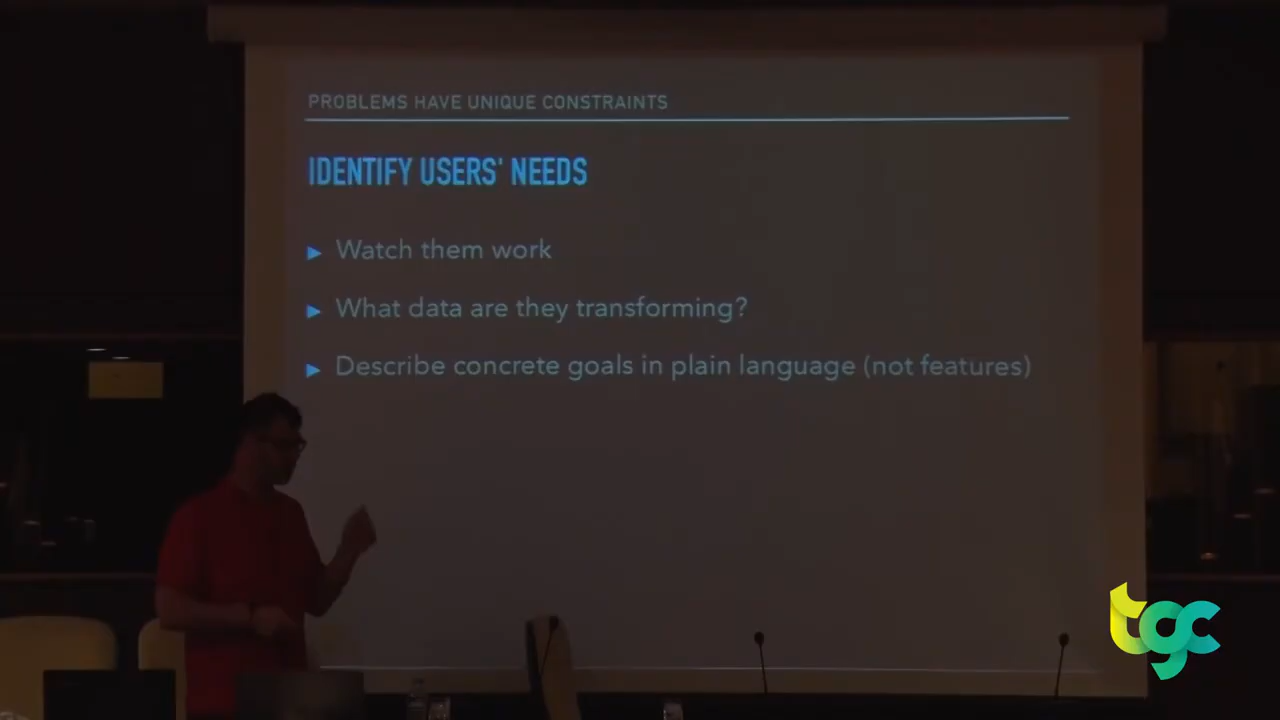 PROBLEMS HAVE UNIQUE CONSTRAINTS
IDENTIFY USERS' NEEDS
▶ Watch them work
▶ What data are they transforming?
▶ Describe concrete goals in plain language (not features)
tgc